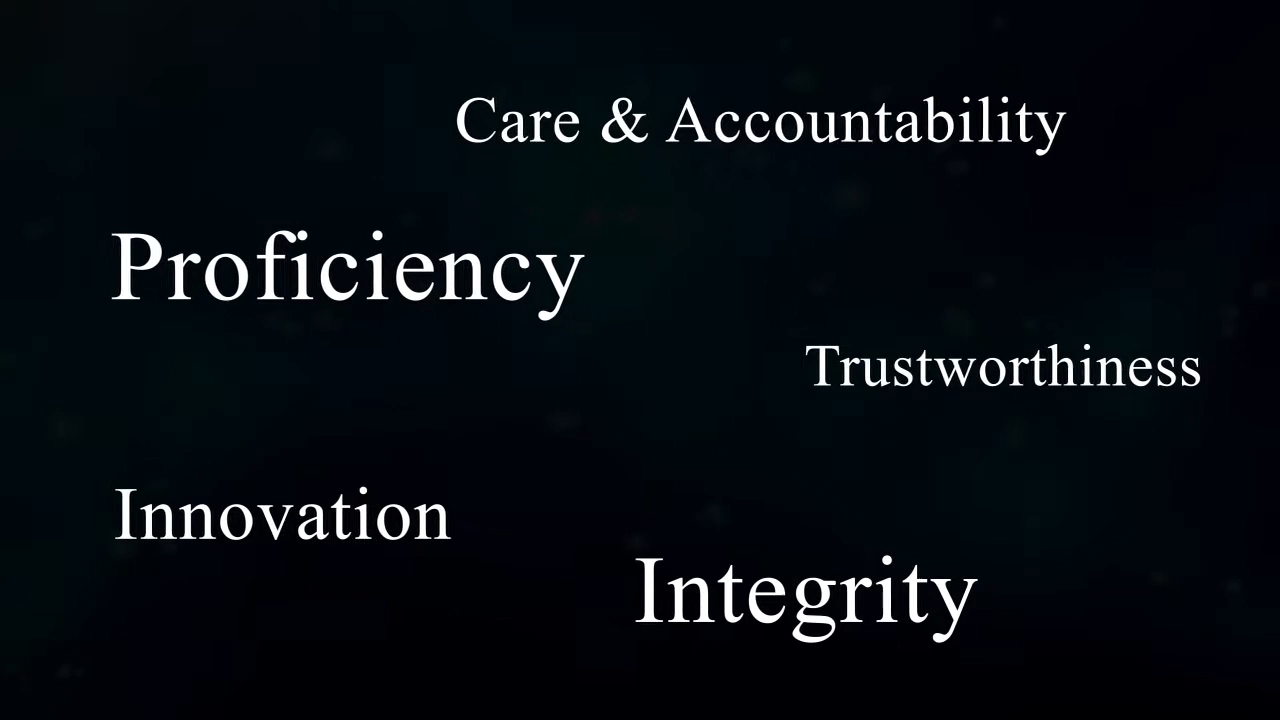 Care & Accountability
Proficiency
Trustworthiness
Innovation
Integrity